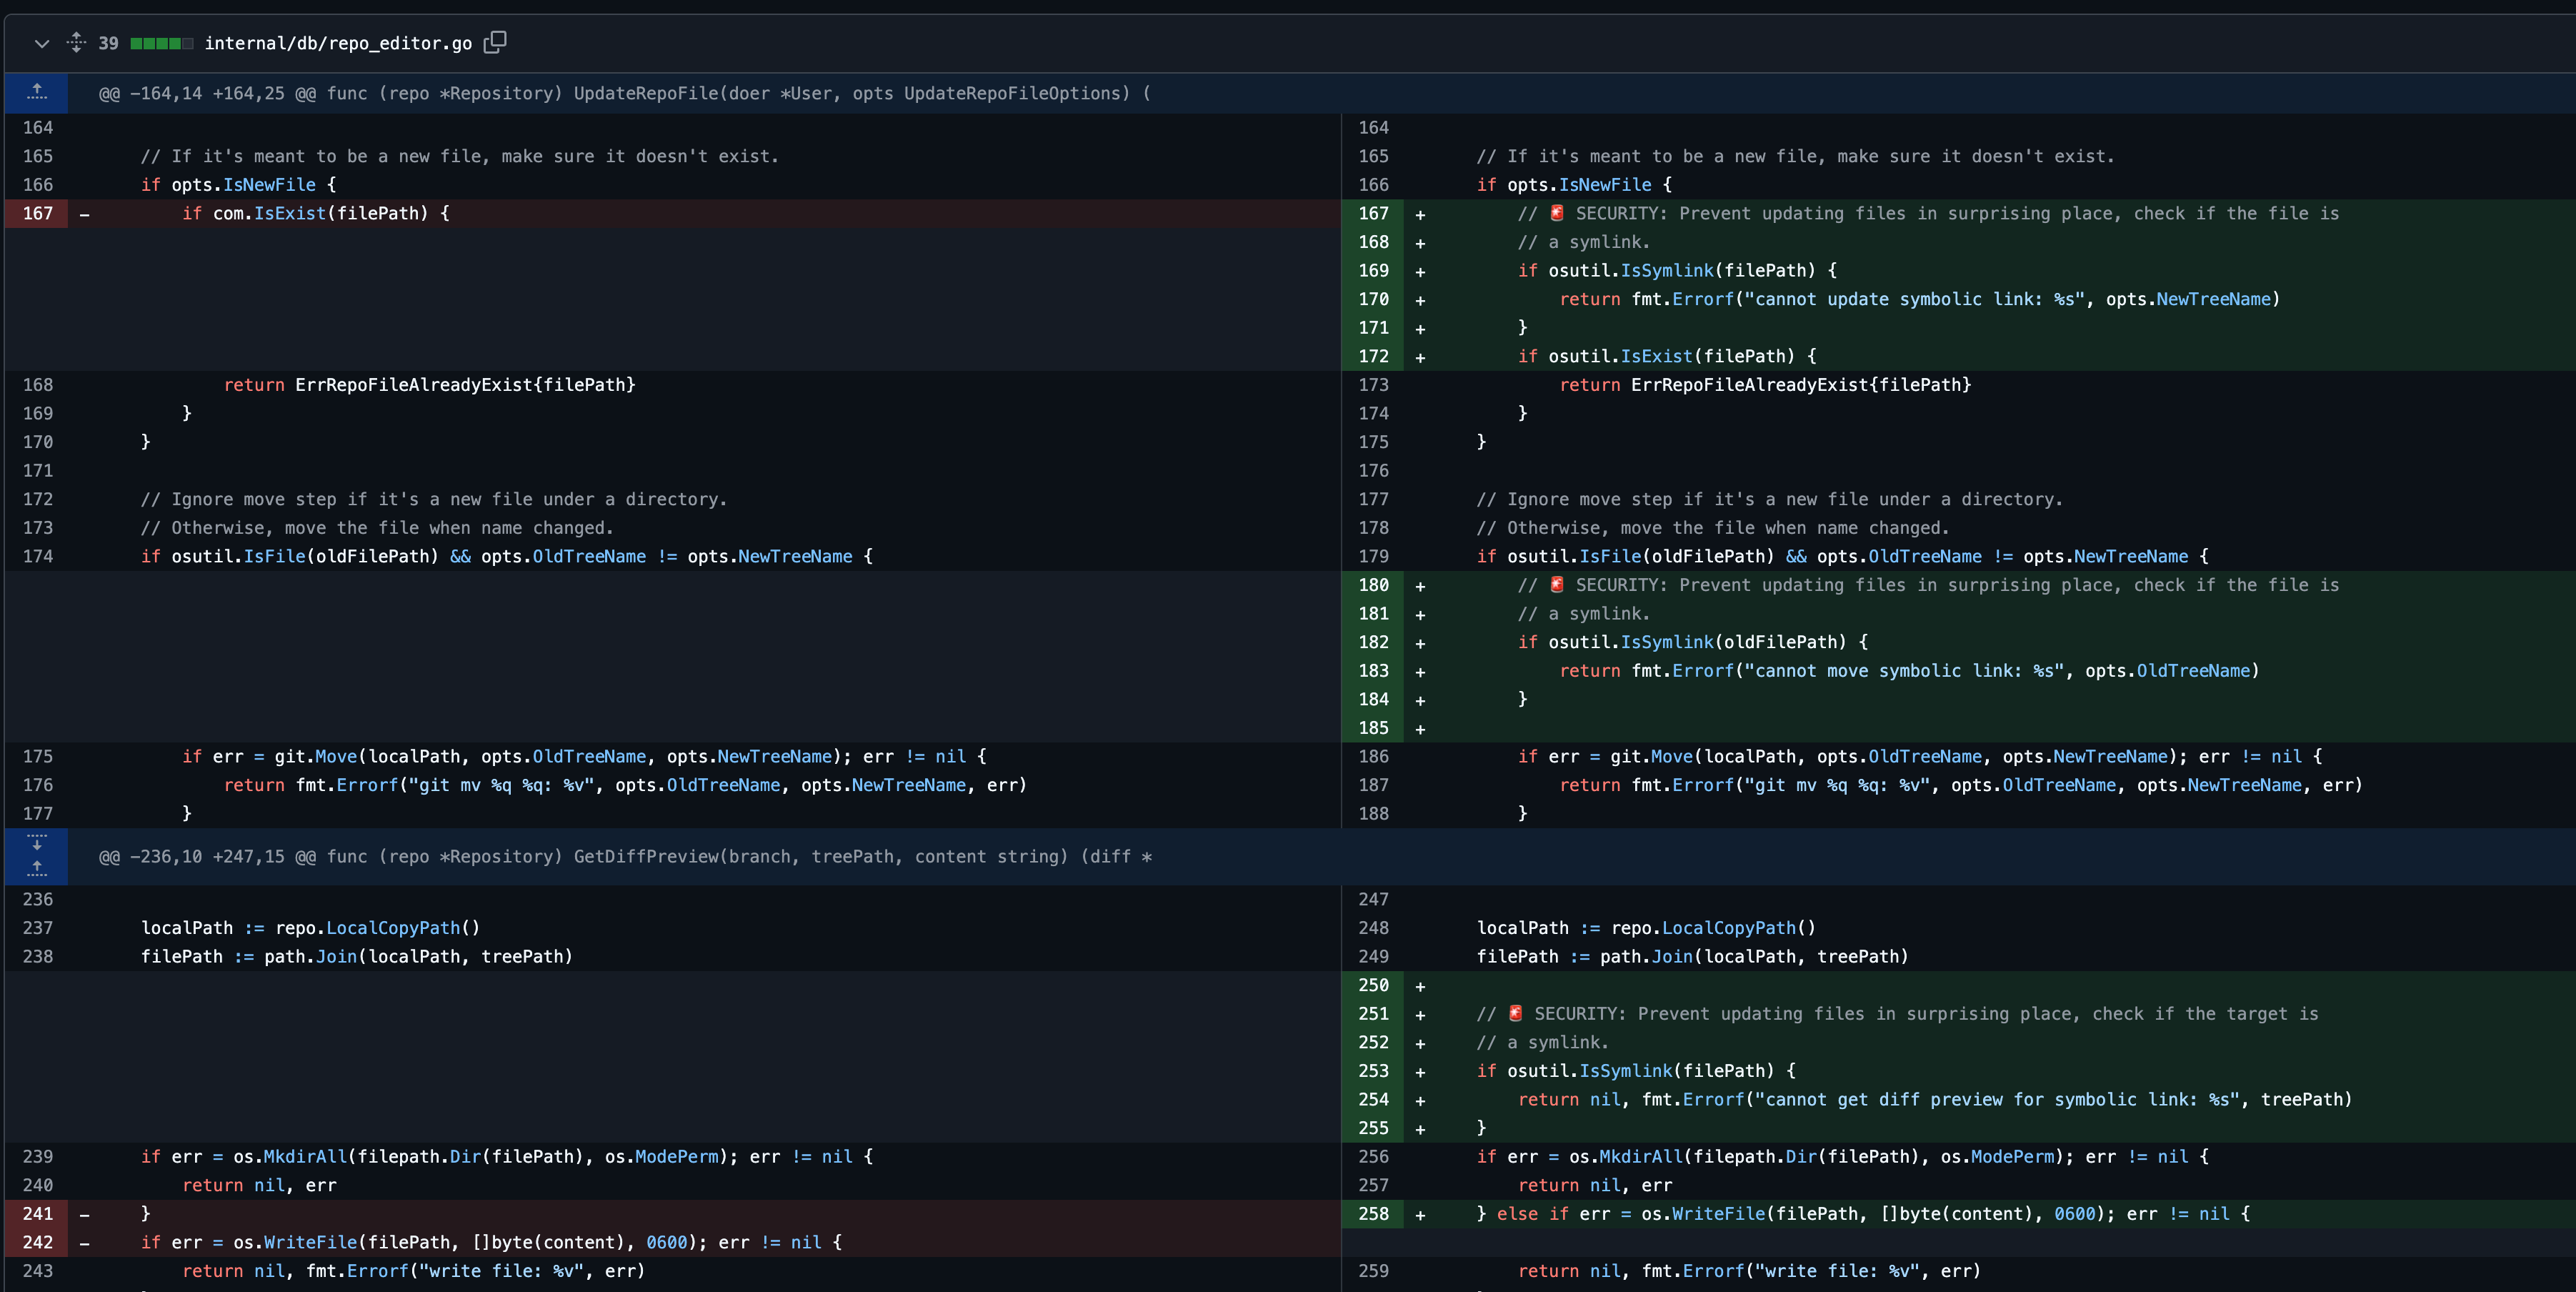 39 internal/db/repo_editor.go
@@ -164,14 +164,25 @@ func (repo *Repository) UpdateRepoFile(doer *User, opts UpdateRepoFileOptions) (
164 164
165 // If it's meant to be a new file, make sure it doesn't exist. 165 // If it's meant to be a new file, make sure it doesn't exist.
166 if opts.IsNewFile { 166 if opts.IsNewFile {
167 - if com.IsExist(filePath) { 167 + // 🚨 SECURITY: Prevent updating files in surprising place, check if the file is
168 + // a symlink.
169 + if osutil.IsSymlink(filePath) {
170 + return fmt.Errorf("cannot update symbolic link: %s", opts.NewTreeName)
171 + }
172 + if osutil.IsExist(filePath) {
168 return ErrRepoFileAlreadyExist{filePath} 173 return ErrRepoFileAlreadyExist{filePath}
169 } 174 }
170 } 175 }
171 176
172 // Ignore move step if it's a new file under a directory. 177 // Ignore move step if it's a new file under a directory.
173 // Otherwise, move the file when name changed. 178 // Otherwise, move the file when name changed.
174 if osutil.IsFile(oldFilePath) && opts.OldTreeName != opts.NewTreeName { 179 if osutil.IsFile(oldFilePath) && opts.OldTreeName != opts.NewTreeName {
180 + // 🚨 SECURITY: Prevent updating files in surprising place, check if the file is
181 + // a symlink.
182 + if osutil.IsSymlink(oldFilePath) {
183 + return fmt.Errorf("cannot move symbolic link: %s", opts.OldTreeName)
184 + }
185 +
175 if err = git.Move(localPath, opts.OldTreeName, opts.NewTreeName); err != nil { 186 if err = git.Move(localPath, opts.OldTreeName, opts.NewTreeName); err != nil {
176 return fmt.Errorf("git mv %q %q: %v", opts.OldTreeName, opts.NewTreeName, err) 187 return fmt.Errorf("git mv %q %q: %v", opts.OldTreeName, opts.NewTreeName, err)
177 } 188 }
@@ -236,10 +247,15 @@ func (repo *Repository) GetDiffPreview(branch, treePath, content string) (diff *
236 247
237 localPath := repo.LocalCopyPath() 248 localPath := repo.LocalCopyPath()
238 filePath := path.Join(localPath, treePath) 249 filePath := path.Join(localPath, treePath)
250 +
251 + // 🚨 SECURITY: Prevent updating files in surprising place, check if the target is
252 + // a symlink.
253 + if osutil.IsSymlink(filePath) {
254 + return nil, fmt.Errorf("cannot get diff preview for symbolic link: %s", treePath)
255 + }
239 if err = os.MkdirAll(filepath.Dir(filePath), os.ModePerm); err != nil { 256 if err = os.MkdirAll(filepath.Dir(filePath), os.ModePerm); err != nil {
240 return nil, err 257 return nil, err
241 - } 258 + } else if err = os.WriteFile(filePath, []byte(content), 0600); err != nil {
242 - if err = os.WriteFile(filePath, []byte(content), 0600); err != nil {
243 return nil, fmt.Errorf("write file: %v", err) 259 return nil, fmt.Errorf("write file: %v", err)